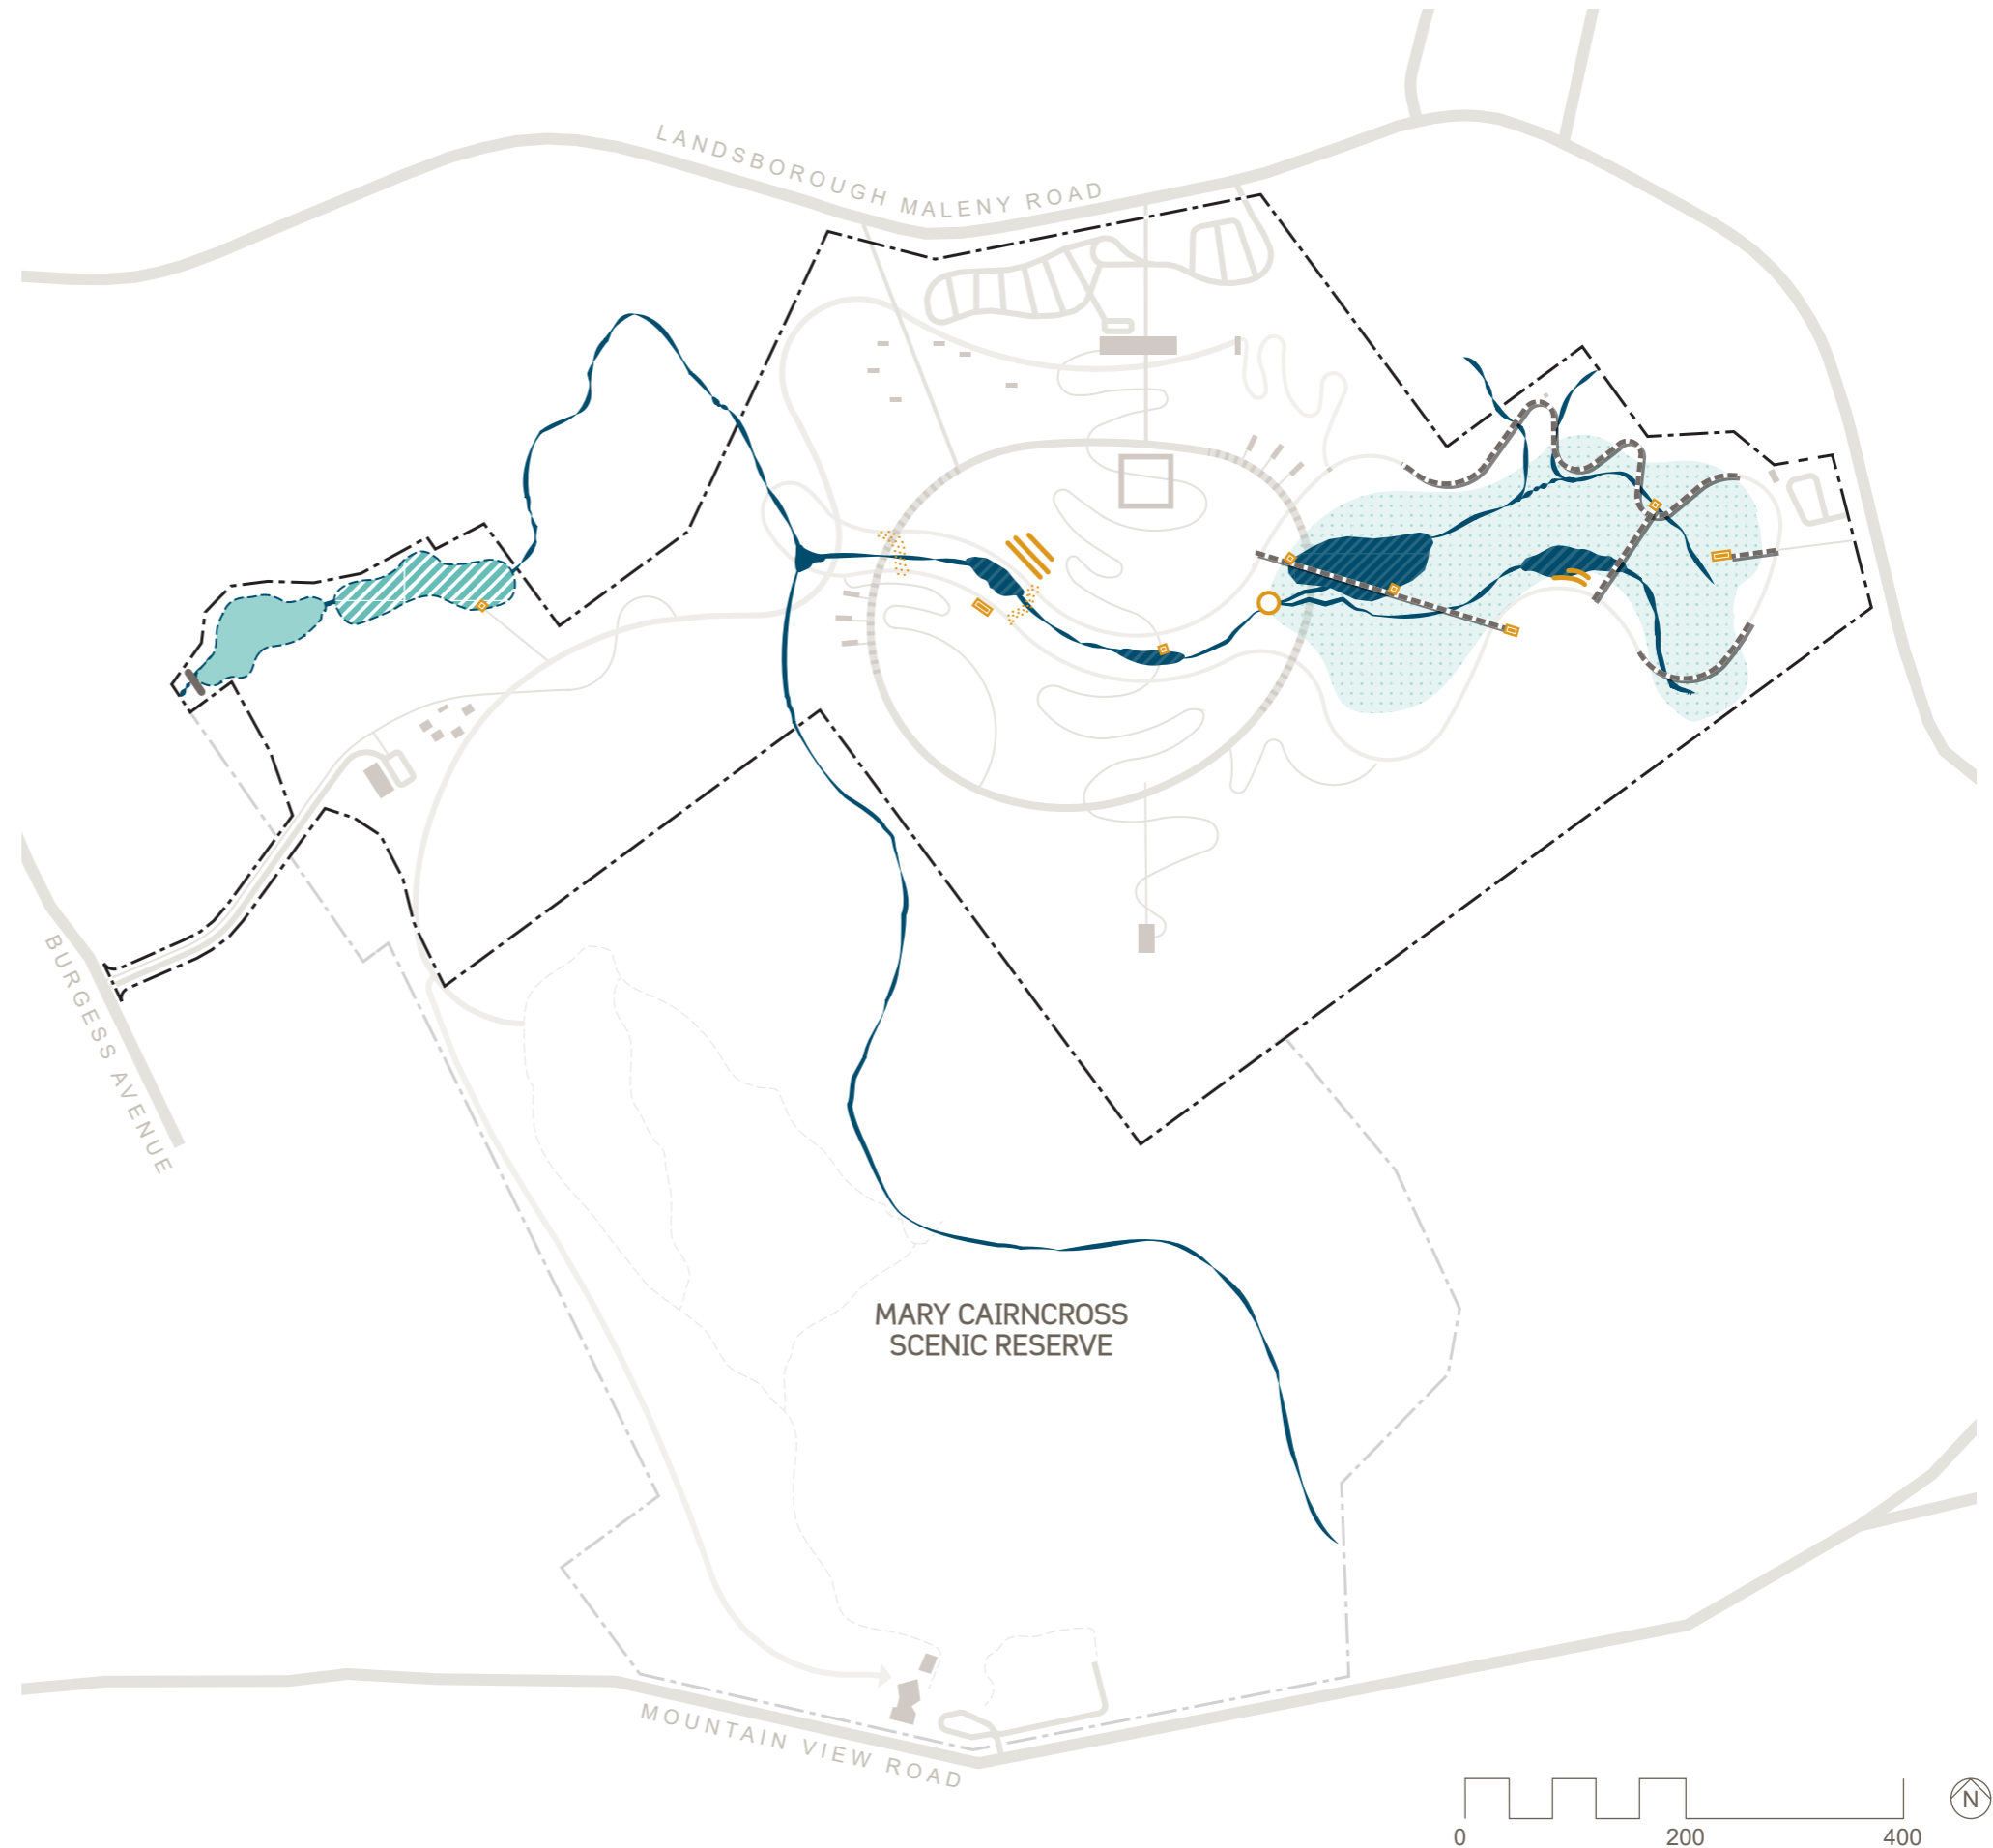 LANDSBOROUGH MALENY ROAD
BURGESS AVENUE
MARY CAIRNCROSS
SCENIC RESERVE
MOUNTAIN VIEW ROAD
N
0 200 400